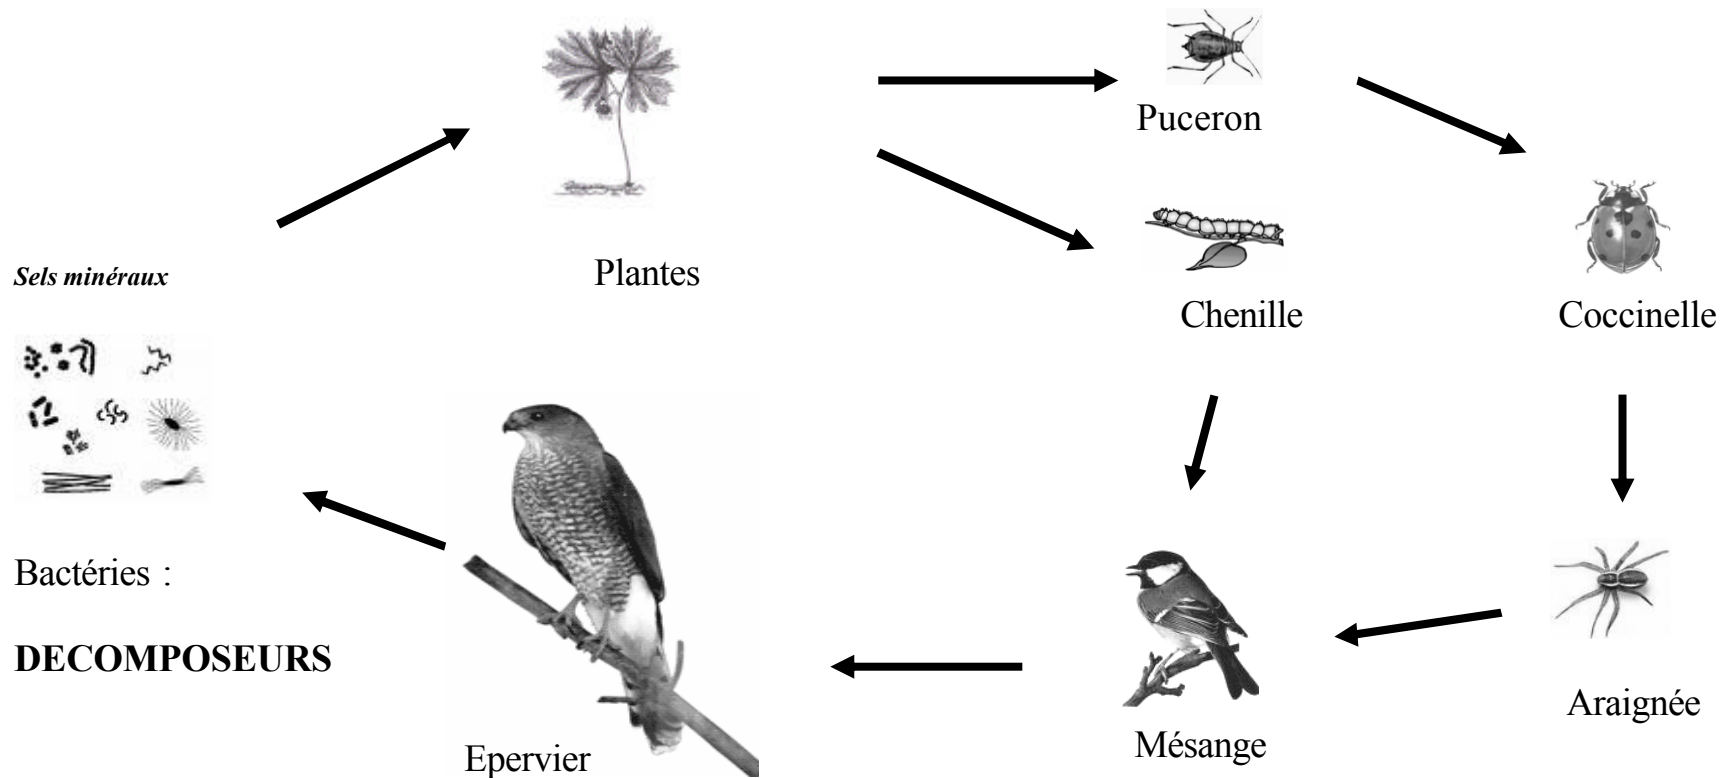 Puceron
Sels minéraux
Plantes
Chenille
Coccinelle
Bactéries :
DECOMPOSEURS
Araignée
Mésange
Epervier